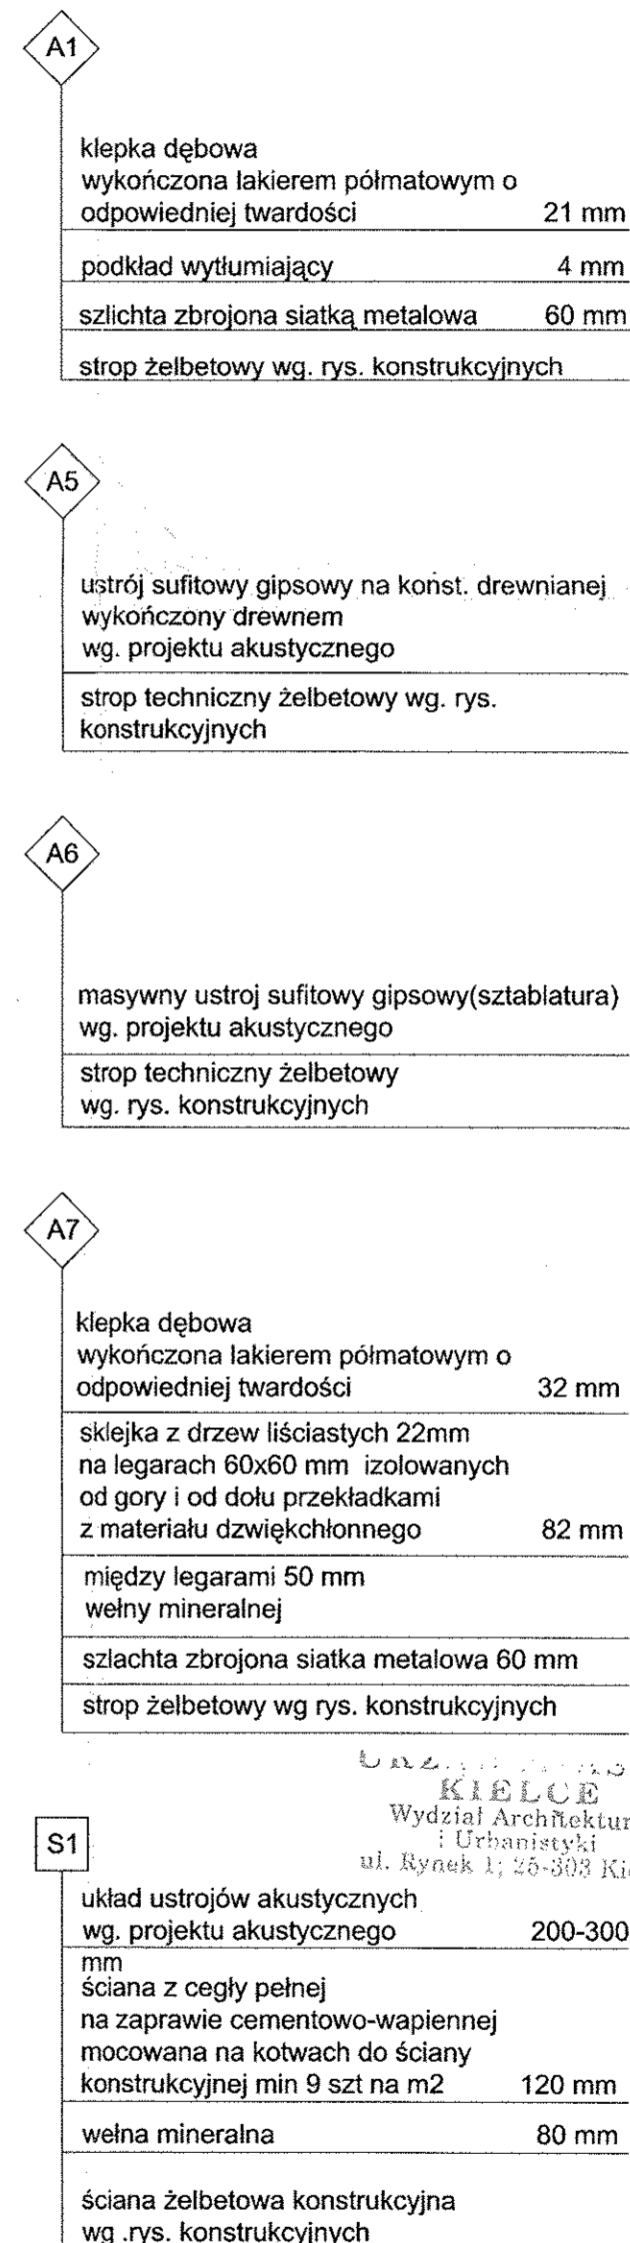 A1
klepka dębowa
wykończona lakierem półmatowym o
odpowiedniej twardości 21 mm
podkład wytłumiający 4 mm
szlichta zbrojona siatką metalowa 60 mm
strop żelbetowy wg. rys. konstrukcyjnych
A5
ustrój sufitowy gipsowy na konst. drewnianej
wykończony drewnem
wg. projektu akustycznego
strop techniczny żelbetowy wg. rys.
konstrukcyjnych
A6
masywny ustroj sufitowy gipsowy(sztablatura)
wg. projektu akustycznego
strop techniczny żelbetowy
wg. rys. konstrukcyjnych
A7
klepka dębowa
wykończona lakierem półmatowym o
odpowiedniej twardości 32 mm
sklejka z drzew liściastych 22mm
na legarach 60x60 mm izolowanych
od gory i od dołu przekładkami
z materiału dzwiękchłonnego 82 mm
między legarami 50 mm
wełny mineralnej
szlachta zbrojona siatka metalowa 60 mm
strop żelbetowy wg rys. konstrukcyjnych
KIELCE
Wydział Architektur
i Urbanistyki
ul. Rynek 1; 25-303 Kie
S1
układ ustrojów akustycznych
wg. projektu akustycznego 200-300
mm
ściana z cegły pełnej
na zaprawie cementowo-wapiennej
mocowana na kotwach do ściany
konstrukcyjnej min 9 szt na m2 120 mm
wełna mineralna 80 mm
ściana żelbetowa konstrukcyjna
wg .rys. konstrukcyjnych